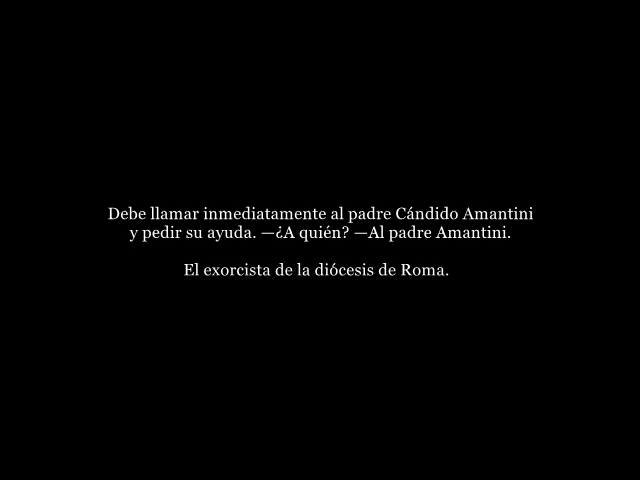 Debe llamar inmediatamente al padre Cándido Amantini
y pedir su ayuda. —¿A quién? —Al padre Amantini.
El exorcista de la diócesis de Roma.